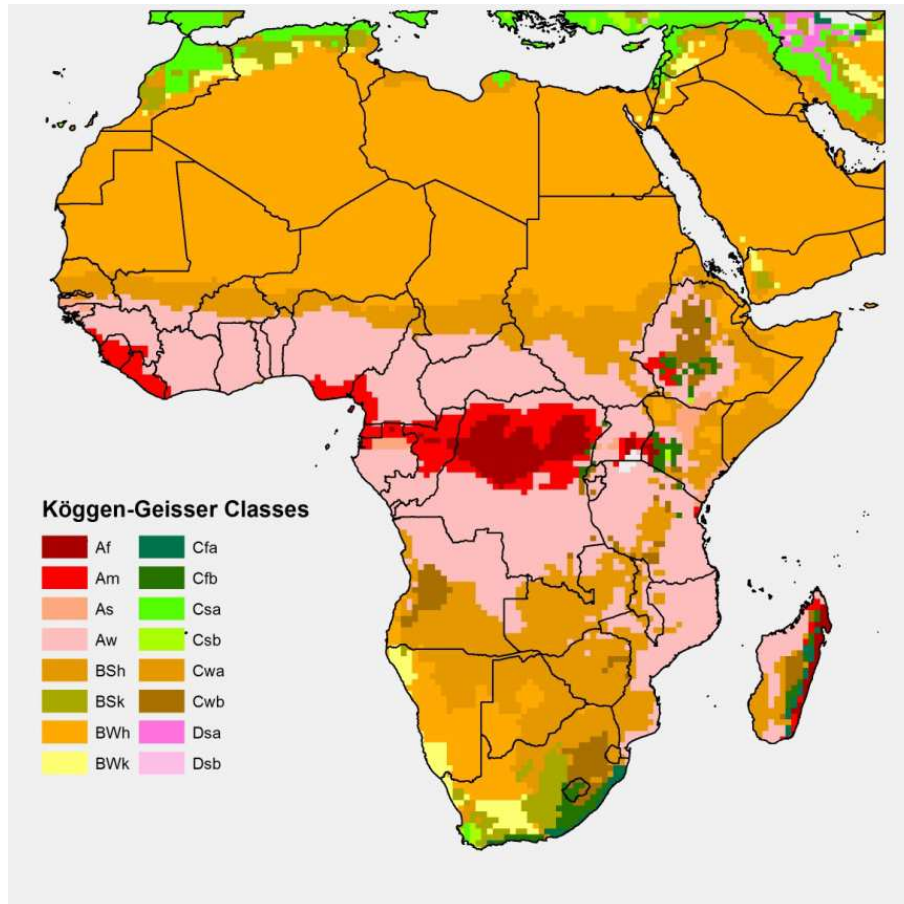 Köggen-Geisser Classes
Af Cfa
Am Cfb
As Csa
Aw Csb
BSh Cwa
BSk Cwb
BWh Dsa
BWk Dsb